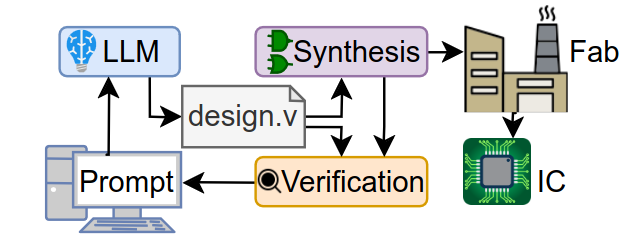 LLM
Synthesis
Fab
design.v
Prompt
Verification
IC